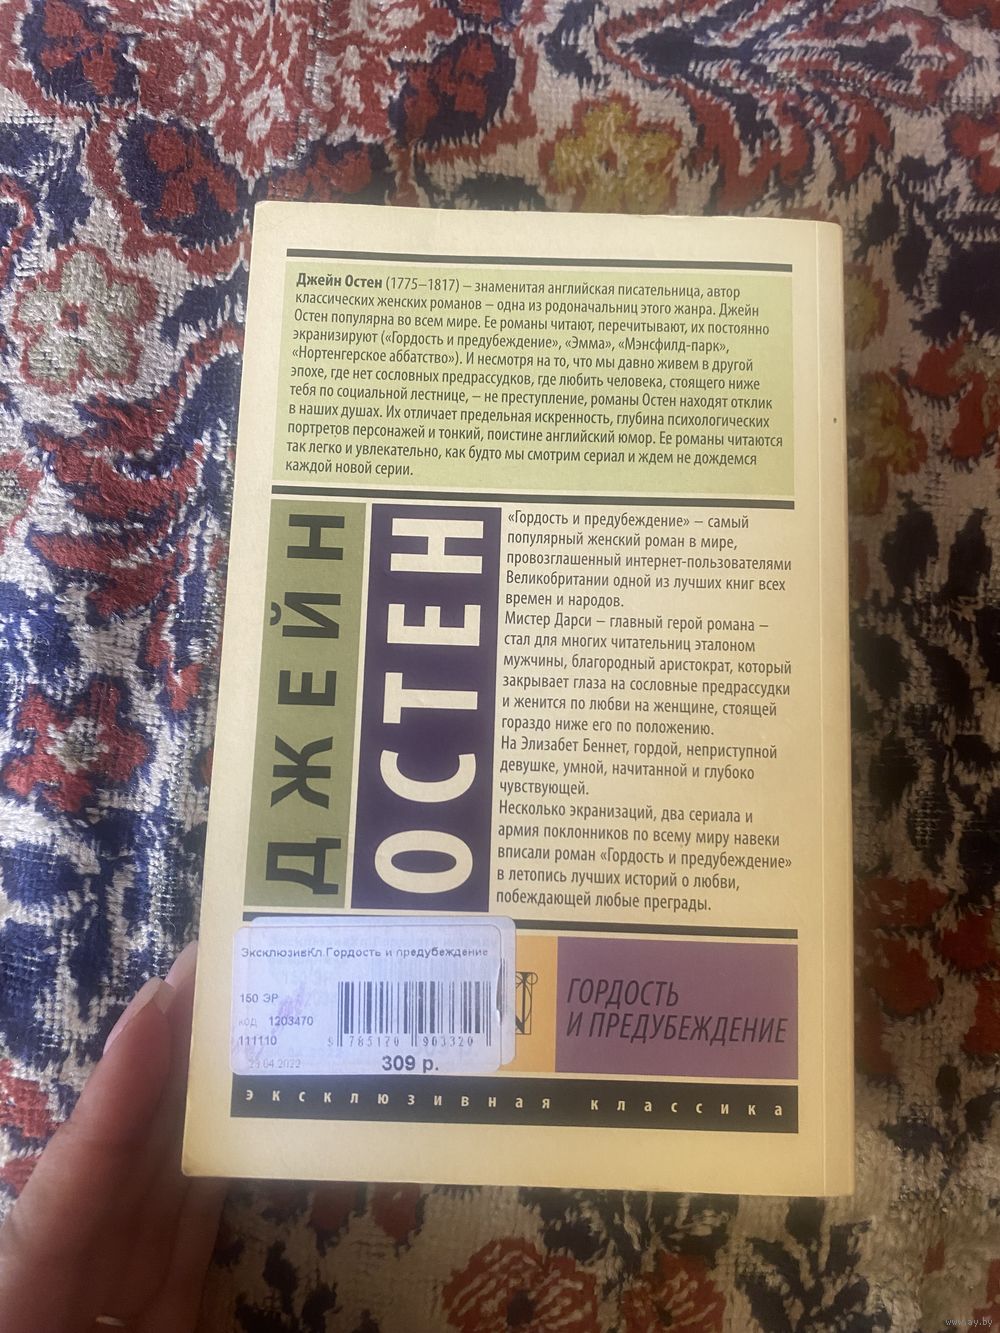 Джейн Остен (1775–1817) – знаменитая английская писательница, автор
классических женских романов – одна из родоначальниц этого жанра. Джейн
Остен популярна во всем мире. Ее романы читают, перечитывают, их постоянно
экранизируют («Гордость и предубеждение», «Эмма», «Мэнсфилд-парк»,
«Нортенгерское аббатство»). И несмотря на то, что мы давно живем в другой
эпохе, где нет сословных предрассудков, где любить человека, стоящего ниже
тебя по социальной лестнице, – не преступление, романы Остен находят отклик
в наших душах. Их отличает предельная искренность, глубина психологических
портретов персонажей и тонкий, поистине английский юмор. Ее романы читаются
так легко и увлекательно, как будто мы смотрим сериал и ждем не дождемся
каждой новой серии.
ДЖЕЙН
ОСТЕН
«Гордость и предубеждение» – самый
популярный женский роман в мире,
провозглашенный интернет-пользователями
Великобритании одной из лучших книг всех
времен и народов.
Мистер Дарси – главный герой романа –
стал для многих читательниц эталоном
мужчины, благородный аристократ, который
закрывает глаза на сословные предрассудки
и женится по любви на женщине, стоящей
гораздо ниже его по положению.
На Элизабет Беннет, гордой, неприступной
девушке, умной, начитанной и глубоко
чувствующей.
Несколько экранизаций, два сериала и
армия поклонников по всему миру навеки
вписали роман «Гордость и предубеждение»
в летопись лучших историй о любви,
побеждающей любые преграды.
ЭксклюзивКл.Гордость и предубеждение
150 ЭР
код 1203470
111110
9 785170 903320
23.04.2022
309 р.
ГОРДОСТЬ
И ПРЕДУБЕЖДЕНИЕ
эксклюзивная классика
www.ay.by